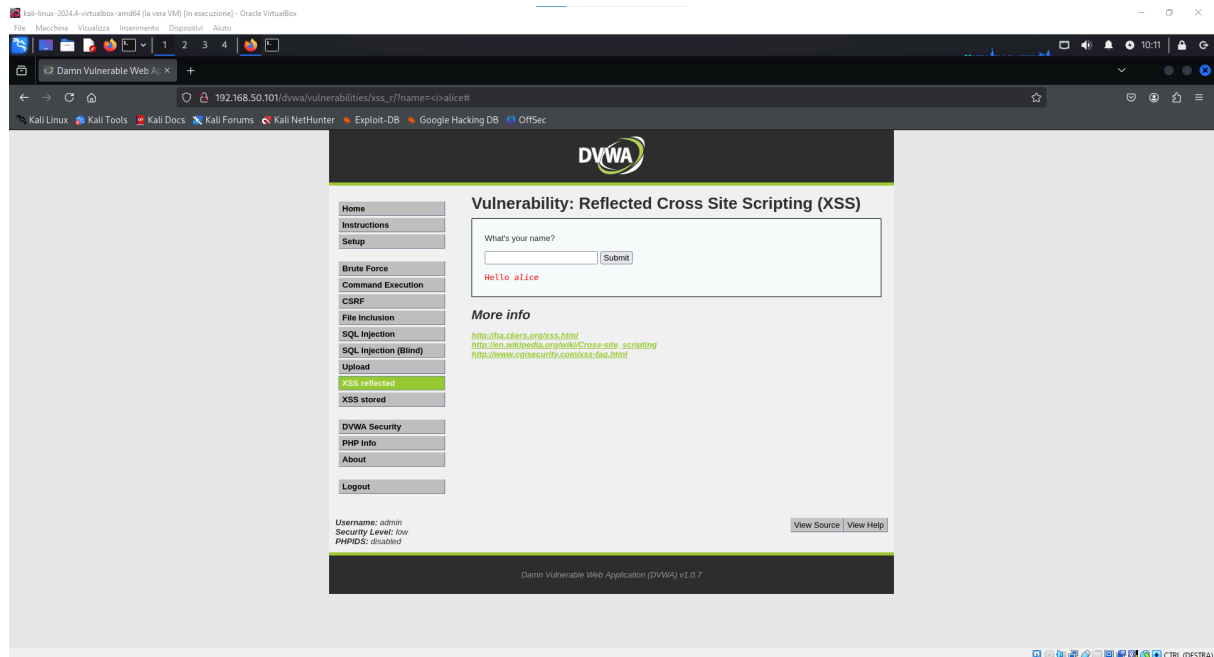 kali-linux-2024.4-virtualbox-amd64 (la vera VM) [In esecuzione] - Oracle VirtualBox
File Macchina Visualizza Inserimento Dispositivi Aiuto
1 2 3 4
10:11
Damn Vulnerable Web Ap
192.168.50.101/dvwa/vulnerabilities/xss_r/?name=<i>alice#
Kali Linux Kali Tools Kali Docs Kali Forums Kali NetHunter Exploit-DB Google Hacking DB OffSec
DVWA
Home
Instructions
Setup
Brute Force
Command Execution
CSRF
File Inclusion
SQL Injection
SQL Injection (Blind)
Upload
XSS reflected
XSS stored
DVWA Security
PHP Info
About
Logout
Vulnerability: Reflected Cross Site Scripting (XSS)
What's your name?
Submit
Hello alice
More info
http://ha.ckers.org/xss.html
http://en.wikipedia.org/wiki/Cross-site_scripting
http://www.cgisecurity.com/xss-faq.html
Username: admin
Security Level: low
PHPIDS: disabled
View Source View Help
Damn Vulnerable Web Application (DVWA) v1.0.7
CTRL (DESTRA)